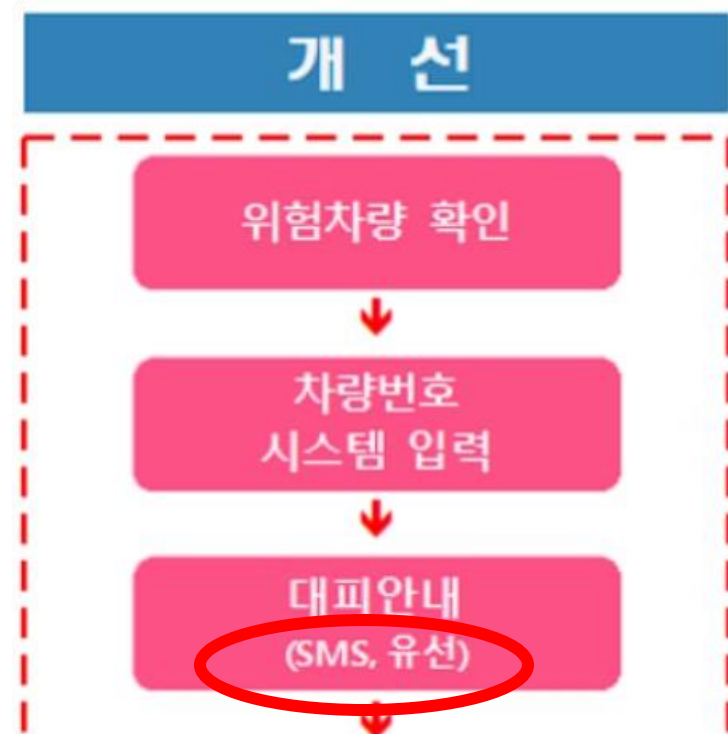 개 선
위험차량 확인
차량번호
시스템 입력
대피안내
(SMS, 유선)